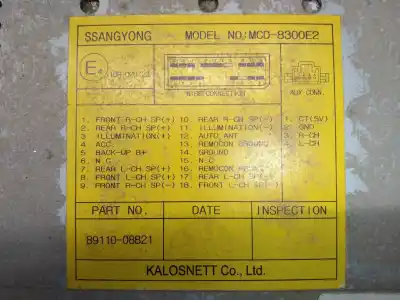 SSANGYONG MODEL NO:MCD-8300E2
E
AUX CONN.
1. FRONT R-CH SP(+) 10. REAR R-CH SP(-) 1. CT(5V)
2. REAR R-CH SP(+) 11. ILLUMINATION(-) 2. GND
3. ILLUMINATION(+) 12. AUTO ANT 3. R-CH
4. ACC 13. REMOCON GROUND 4. L-CH
5. BACK-UP B+ 14. GROUND
6. N.C 15. N.C
7. REAR L-CH SP(+) 16. REMOCON
8. FRONT L-CH SP(+) 17. REAR L-CH SP(-)
9. FRONT R-CH SP(-) 18. FRONT L-CH SP(-)
PART NO. DATE INSPECTION
89110-08B21
KALOSNETT Co., Ltd.